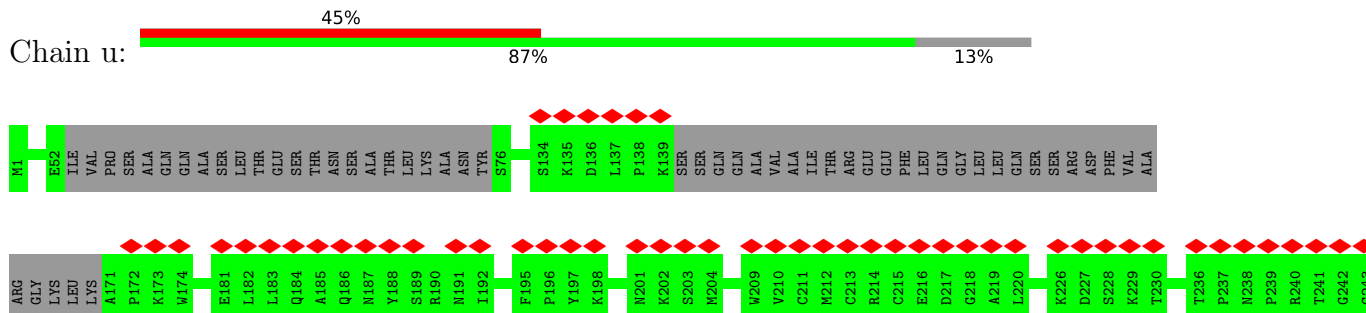 45%
Chain u:
87%
13%
M1 E52 ILE VAL PRO SER ALA GLN GLN ALA SER LEU THR GLU SER THR ASN SER ALA THR LEU LYS ALA ASN TYR S76 S134 K135 D136 L137 P138 K139 SER SER GLN GLN ALA VAL ALA ILE THR ARG GLU GLU PHE LEU GLN GLY LEU LEU GLN SER SER ARG ASP PHE VAL ALA
ARG GLY LYS LEU LYS A171 P172 K173 W174 E181 L182 L183 Q184 A185 Q186 N187 Y188 S189 R190 N191 I192 F195 P196 Y197 K198 N201 K202 S203 M204 W209 V210 C211 M212 C213 R214 C215 E216 D217 G218 A219 L220 K226 D227 S228 K229 T230 T236 P237 N238 P239 R240 T241 G242